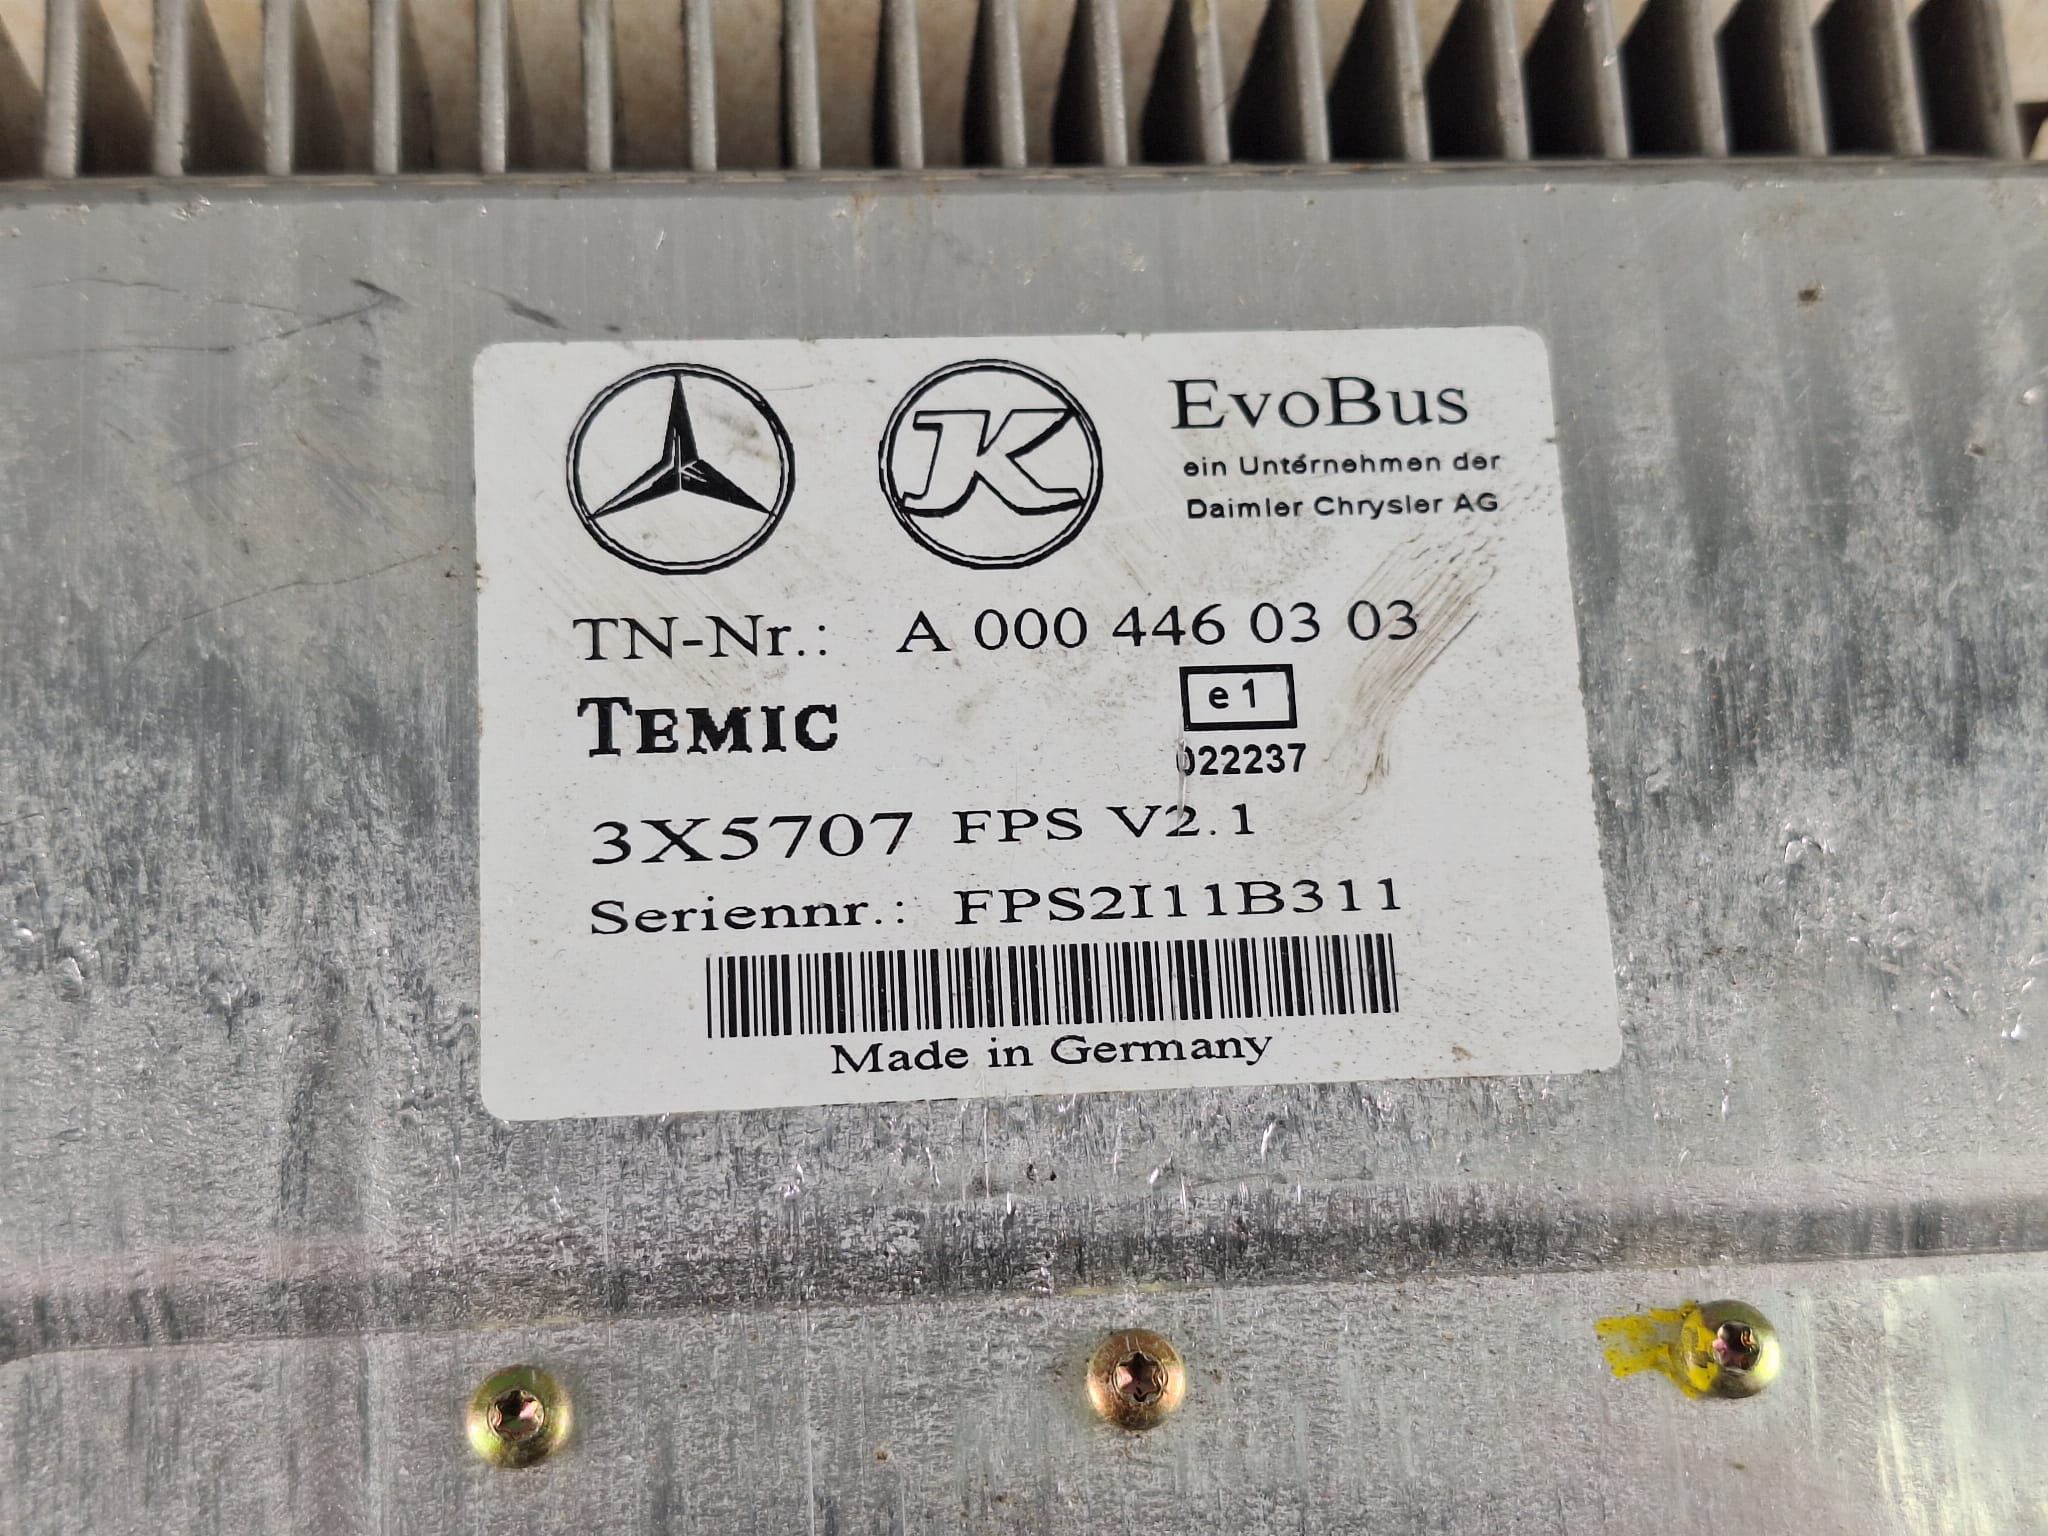 K
EvoBus
ein Unternehmen der
Daimler Chrysler AG
TN-Nr.: A 000 446 03 03
TEMIC
e1
022237
3X5707 FPS V2.1
Seriennr.: FPS2I11B311
Made in Germany